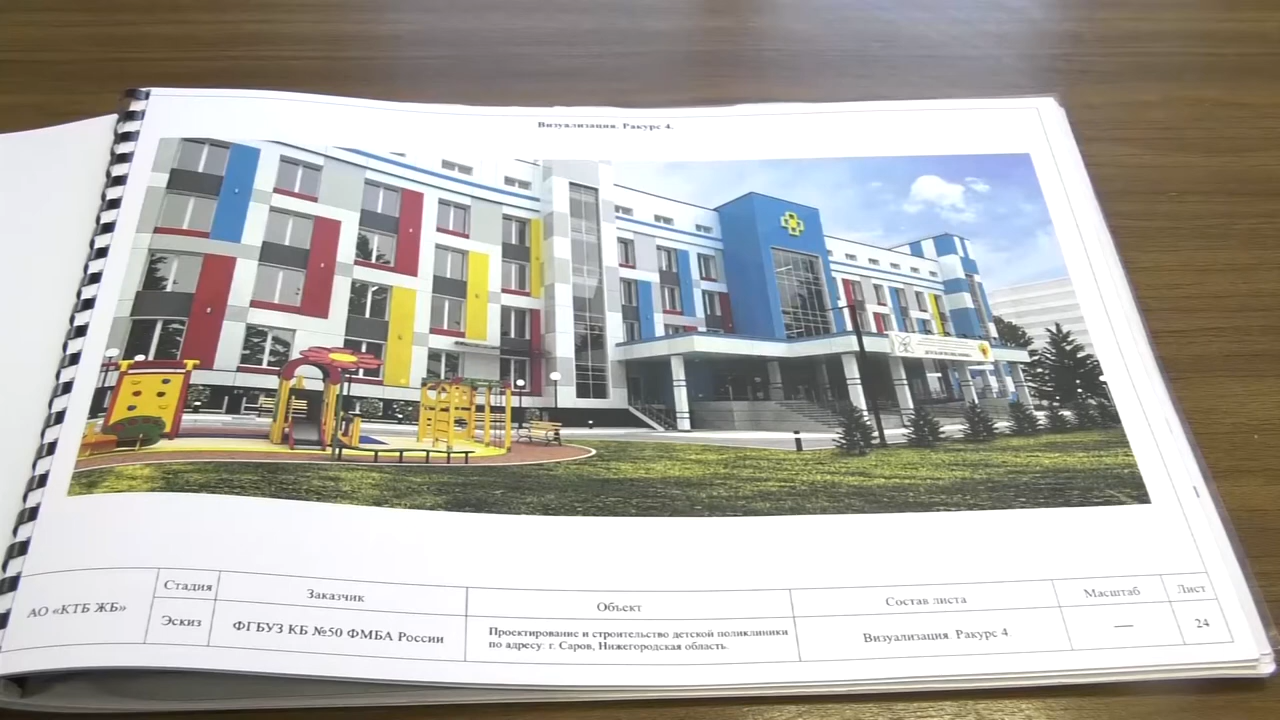 Визуализация. Ракурс 4.
АО «КТБ ЖБ»
Стадия
Эскиз
Заказчик
ФГБУЗ КБ №50 ФМБА России
Объект
Проектирование и строительство детской поликлиники
по адресу: г. Саров, Нижегородская область.
Состав листа
Визуализация. Ракурс 4.
Масштаб
—
Лист
24